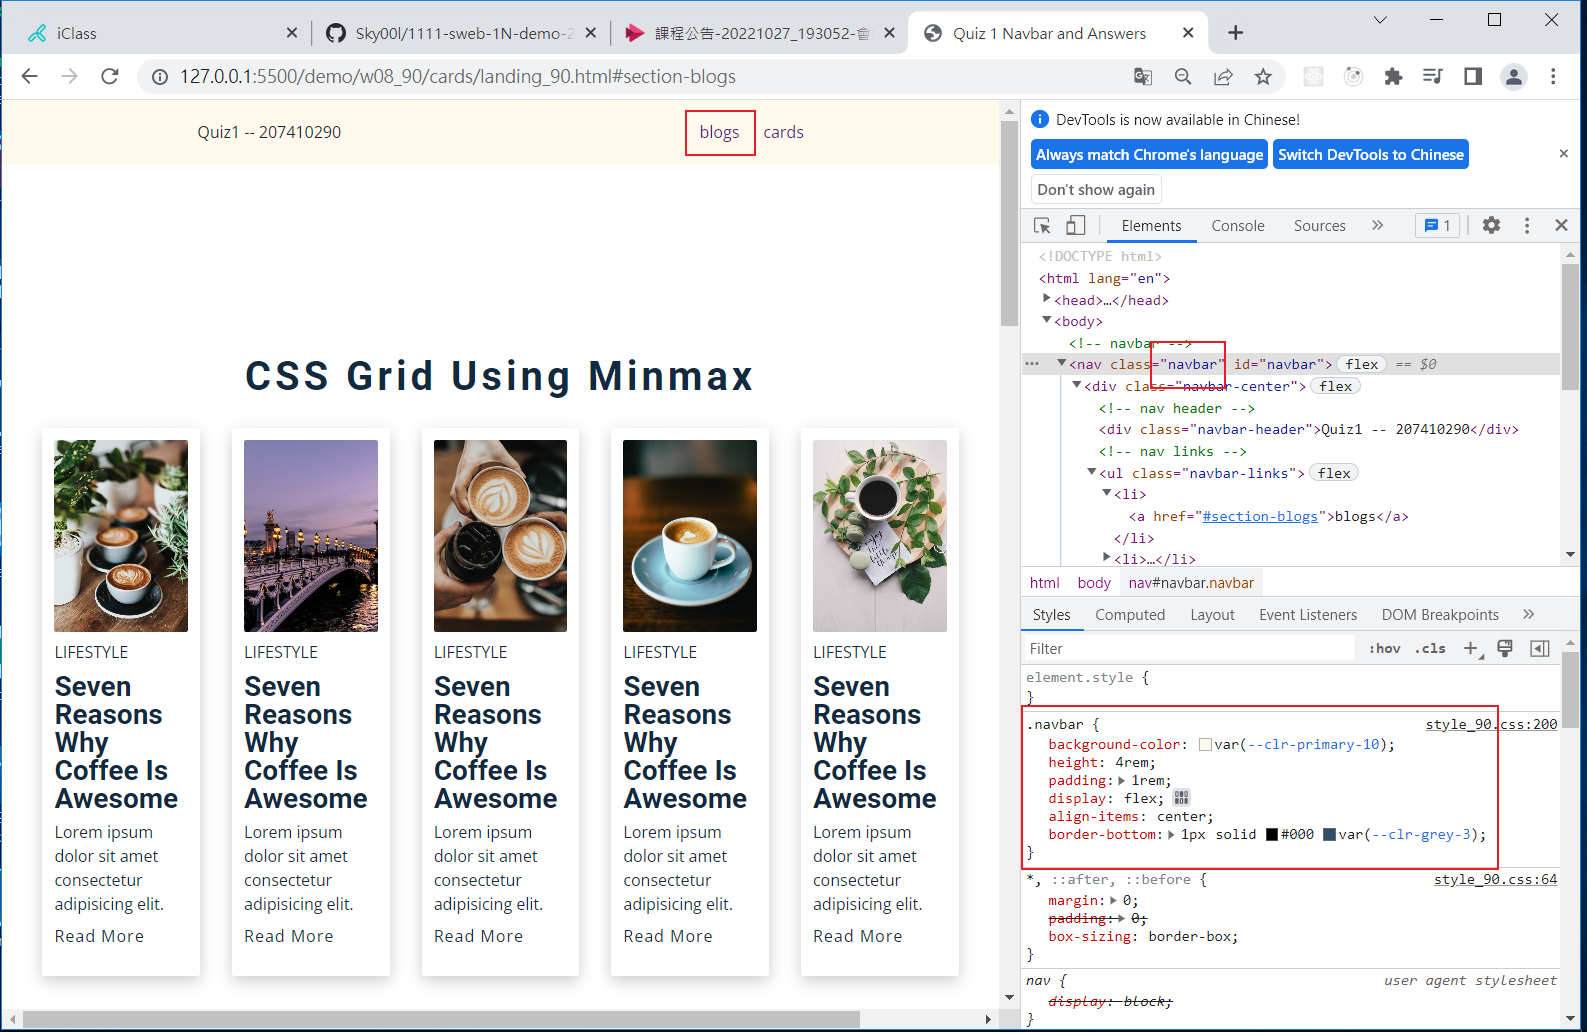 iClass
Sky00l/1111-sweb-1N-demo-2
課程公告-20221027_193052-會
Quiz 1 Navbar and Answers
127.0.0.1:5500/demo/w08_90/cards/landing_90.html#section-blogs
Quiz1 -- 207410290
blogs
cards
CSS Grid Using Minmax
LIFESTYLE
Seven
Reasons
Why
Coffee Is
Awesome
Lorem ipsum
dolor sit amet
consectetur
adipisicing elit.
Read More
LIFESTYLE
Seven
Reasons
Why
Coffee Is
Awesome
Lorem ipsum
dolor sit amet
consectetur
adipisicing elit.
Read More
LIFESTYLE
Seven
Reasons
Why
Coffee Is
Awesome
Lorem ipsum
dolor sit amet
consectetur
adipisicing elit.
Read More
LIFESTYLE
Seven
Reasons
Why
Coffee Is
Awesome
Lorem ipsum
dolor sit amet
consectetur
adipisicing elit.
Read More
LIFESTYLE
Seven
Reasons
Why
Coffee Is
Awesome
Lorem ipsum
dolor sit amet
consectetur
adipisicing elit.
Read More
DevTools is now available in Chinese!
Always match Chrome's language
Switch DevTools to Chinese
Don't show again
Elements
Console
Sources
1
<!DOCTYPE html>
<html lang="en">
<head>…</head>
<body>
<!-- navbar -->
<nav class="navbar" id="navbar"> flex == $0
<div class="navbar-center"> flex
<!-- nav header -->
<div class="navbar-header">Quiz1 -- 207410290</div>
<!-- nav links -->
<ul class="navbar-links"> flex
<li>
<a href="#section-blogs">blogs</a>
</li>
<li>…</li>
html body nav#navbar.navbar
Styles
Computed
Layout
Event Listeners
DOM Breakpoints
Filter
:hov
.cls
element.style {
}
.navbar { style_90.css:200
background-color: var(--clr-primary-10);
height: 4rem;
padding: 1rem;
display: flex;
align-items: center;
border-bottom: 1px solid #000 var(--clr-grey-3);
}
*, ::after, ::before { style_90.css:64
margin: 0;
padding: 0;
box-sizing: border-box;
}
nav { user agent stylesheet
display: block;
}